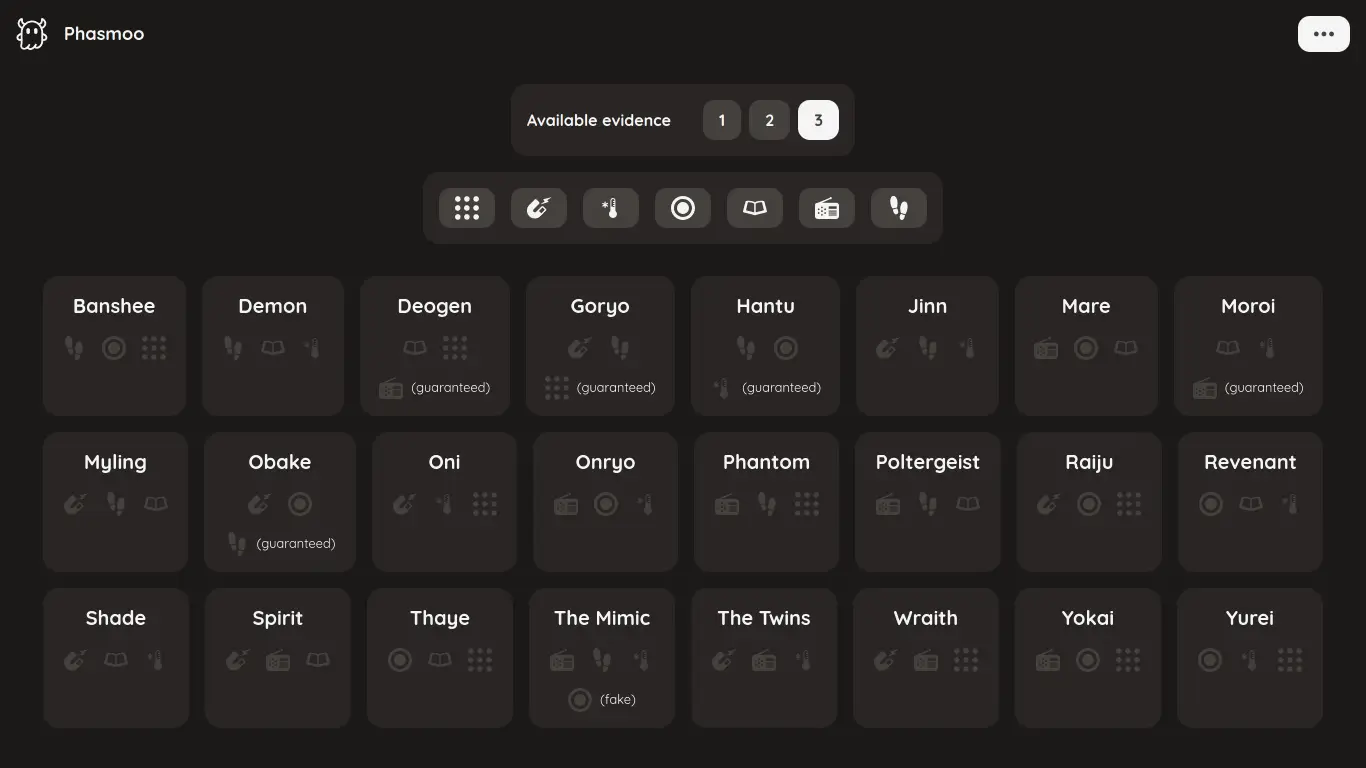 Phasmoo
Available evidence 1 2 3
Banshee Demon Deogen Goryo Hantu Jinn Mare Moroi
(guaranteed) (guaranteed) (guaranteed) (guaranteed)
Myling Obake Oni Onryo Phantom Poltergeist Raiju Revenant
(guaranteed)
Shade Spirit Thaye The Mimic The Twins Wraith Yokai Yurei
(fake)